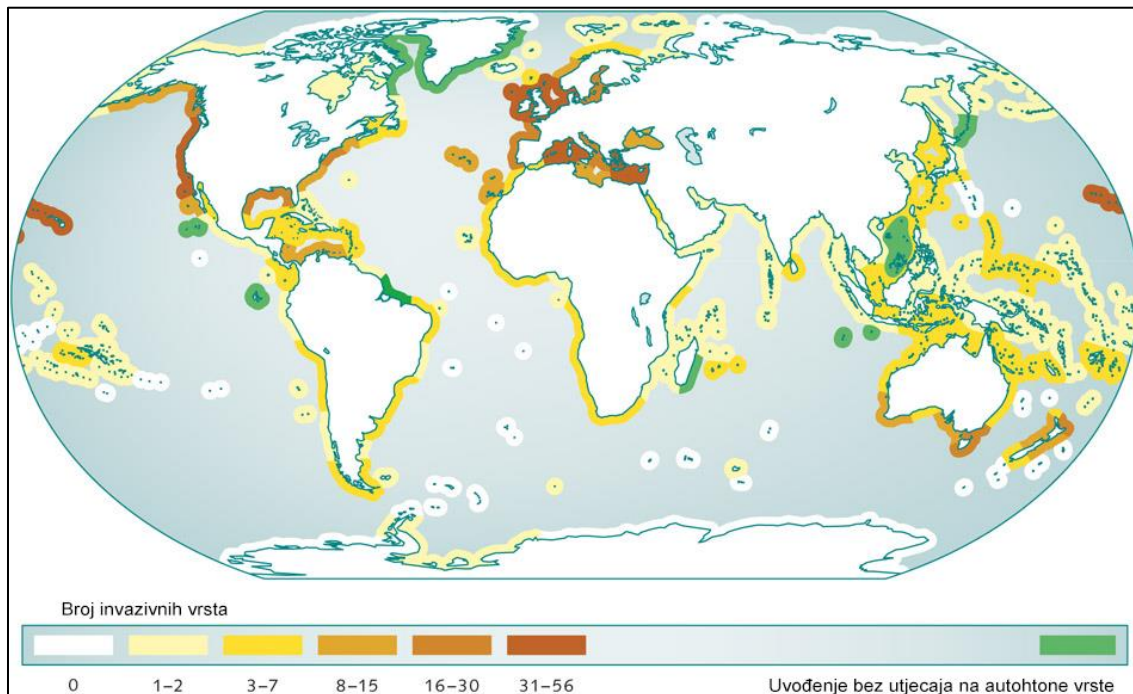 Broj invazivnih vrsta
0 1–2 3–7 8–15 16–30 31–56 Uvođenje bez utjecaja na autohtone vrste